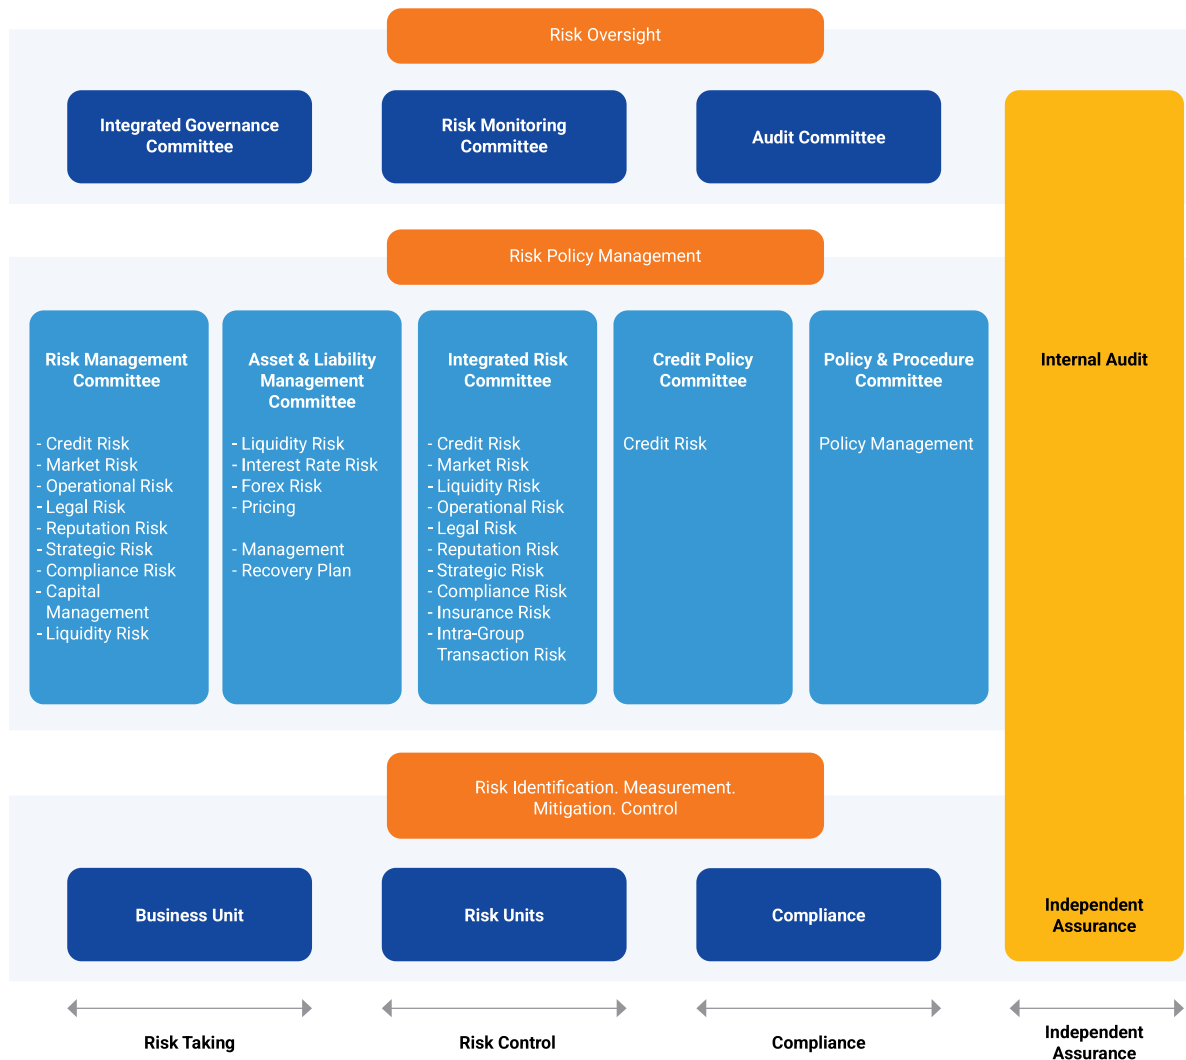 Risk Oversight
Integrated Governance
Committee
Risk Monitoring
Committee
Audit Committee
Risk Policy Management
Risk Management
Committee
- Credit Risk
- Market Risk
- Operational Risk
- Legal Risk
- Reputation Risk
- Strategic Risk
- Compliance Risk
- Capital
Management
- Liquidity Risk
Asset & Liability
Management
Committee
- Liquidity Risk
- Interest Rate Risk
- Forex Risk
- Pricing
- Management
- Recovery Plan
Integrated Risk
Committee
- Credit Risk
- Market Risk
- Liquidity Risk
- Operational Risk
- Legal Risk
- Reputation Risk
- Strategic Risk
- Compliance Risk
- Insurance Risk
- Intra-Group
Transaction Risk
Credit Policy
Committee
Credit Risk
Policy & Procedure
Committee
Policy Management
Internal Audit
Risk Identification. Measurement.
Mitigation. Control
Business Unit
Risk Units
Compliance
Independent
Assurance
Risk Taking
Risk Control
Compliance
Independent
Assurance